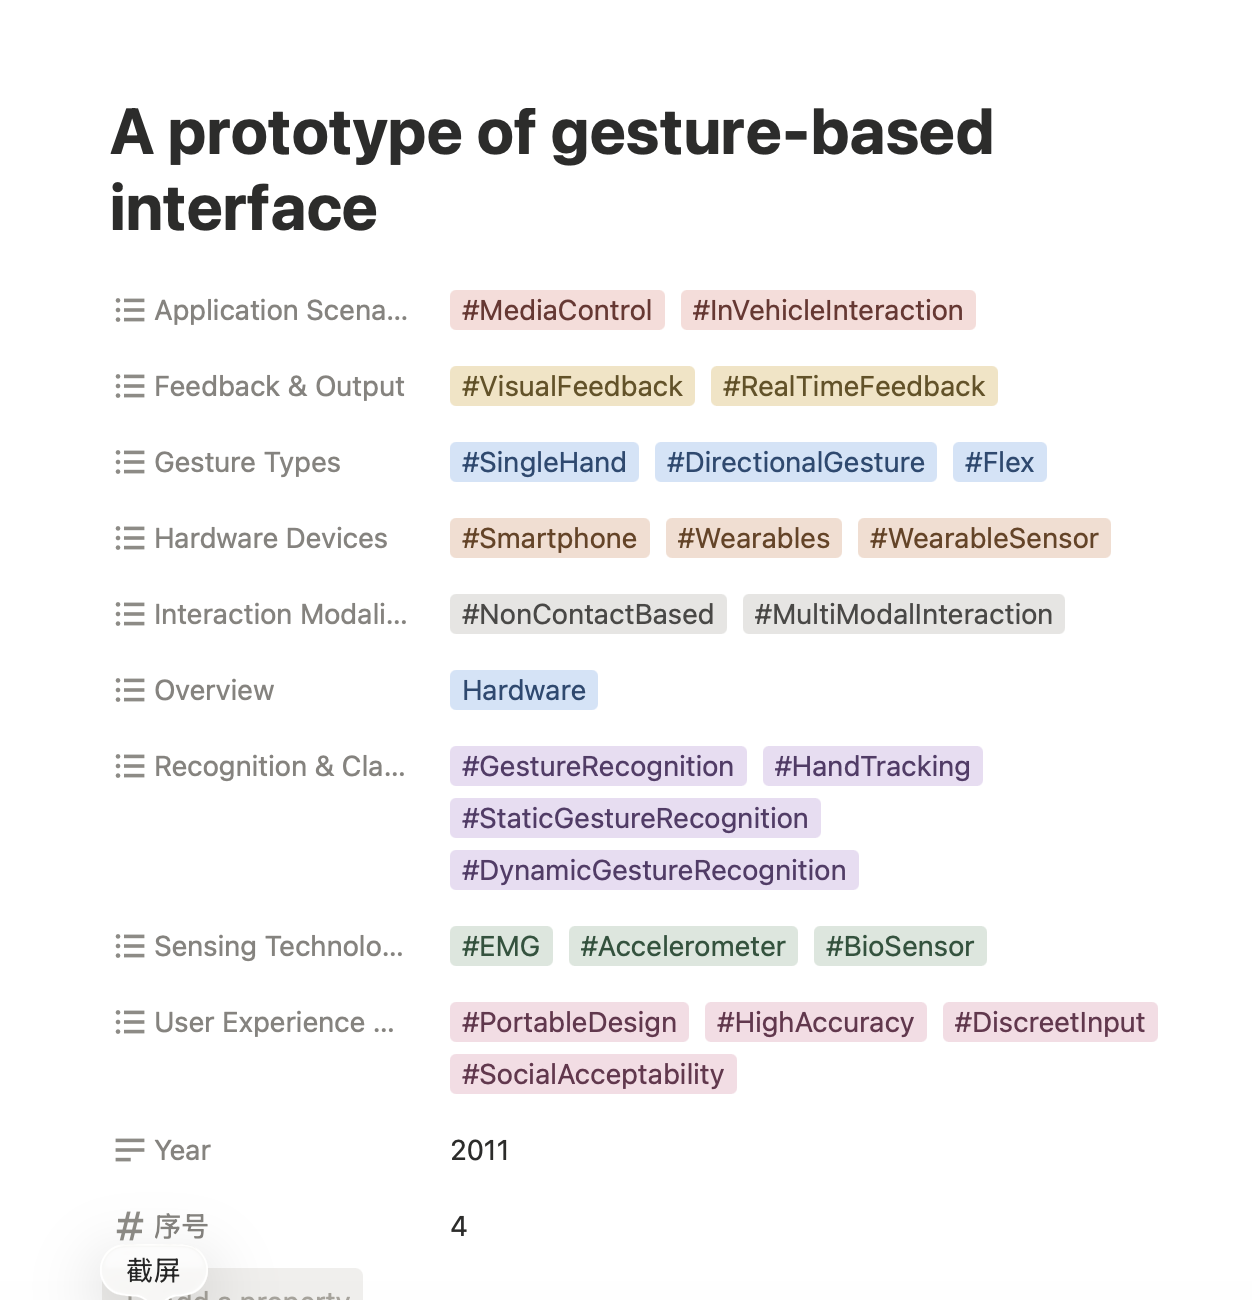 A prototype of gesture-based
interface
Application Scena... #MediaControl #InVehicleInteraction
Feedback & Output #VisualFeedback #RealTimeFeedback
Gesture Types #SingleHand #DirectionalGesture #Flex
Hardware Devices #Smartphone #Wearables #WearableSensor
Interaction Modali... #NonContactBased #MultiModalInteraction
Overview Hardware
Recognition & Cla... #GestureRecognition #HandTracking
#StaticGestureRecognition
#DynamicGestureRecognition
Sensing Technolo... #EMG #Accelerometer #BioSensor
User Experience ... #PortableDesign #HighAccuracy #DiscreetInput
#SocialAcceptability
Year 2011
序号 4
截屏
a property